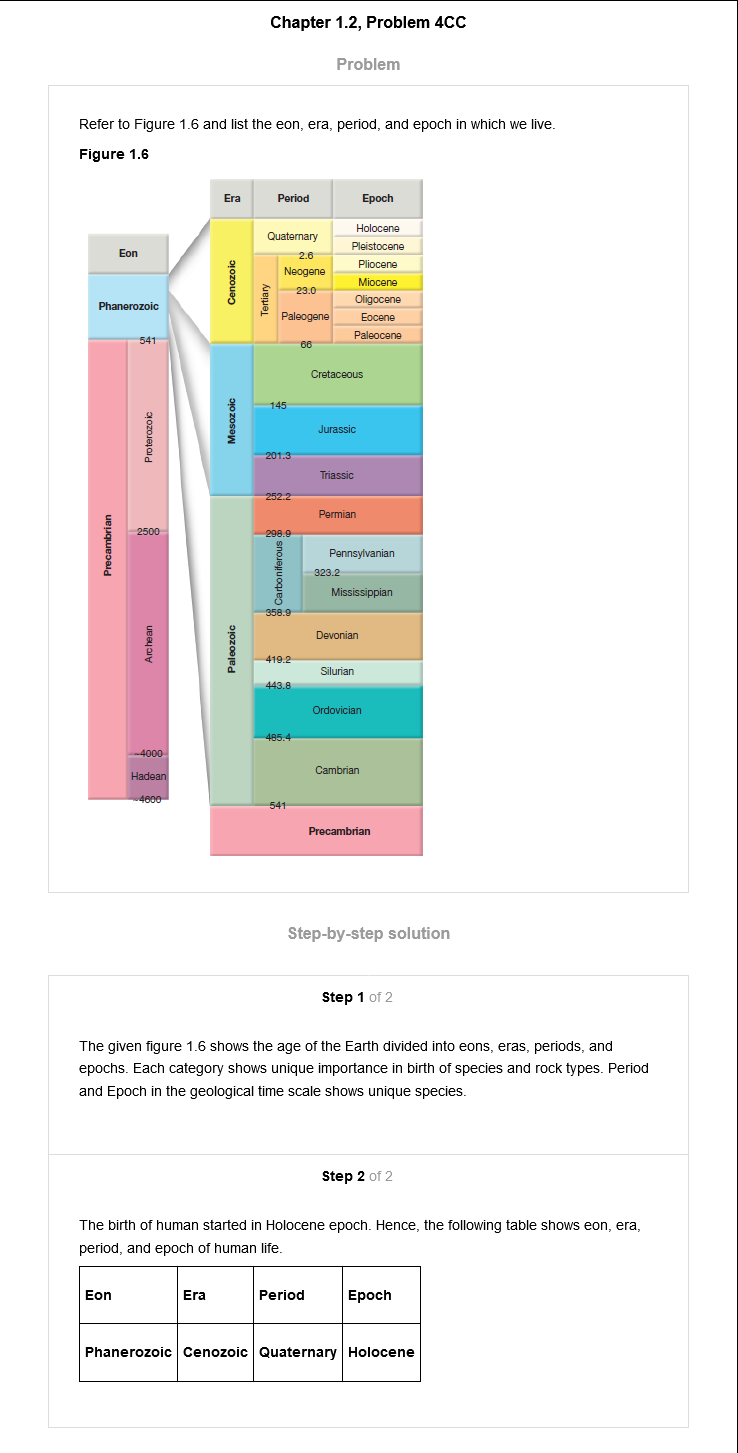 Chapter 1.2, Problem 4CC
Problem
Refer to Figure 1.6 and list the eon, era, period, and epoch in which we live.
Figure 1.6
Eon
Phanerozoic
541
Precambrian
Proterozoic
2500
Archean
~4000
Hadean
~4600
Era Period Epoch
Cenozoic
Quaternary
Holocene
Pleistocene
2.6
Tertiary
Neogene
Pliocene
Miocene
23.0
Paleogene
Oligocene
Eocene
Paleocene
66
Mesozoic
Cretaceous
145
Jurassic
201.3
Triassic
252.2
Paleozoic
Permian
298.9
Carboniferous
Pennsylvanian
323.2
Mississippian
358.9
Devonian
419.2
Silurian
443.8
Ordovician
485.4
Cambrian
541
Precambrian
Step-by-step solution
Step 1 of 2
The given figure 1.6 shows the age of the Earth divided into eons, eras, periods, and
epochs. Each category shows unique importance in birth of species and rock types. Period
and Epoch in the geological time scale shows unique species.
Step 2 of 2
The birth of human started in Holocene epoch. Hence, the following table shows eon, era,
period, and epoch of human life.
Eon Era Period Epoch
Phanerozoic Cenozoic Quaternary Holocene